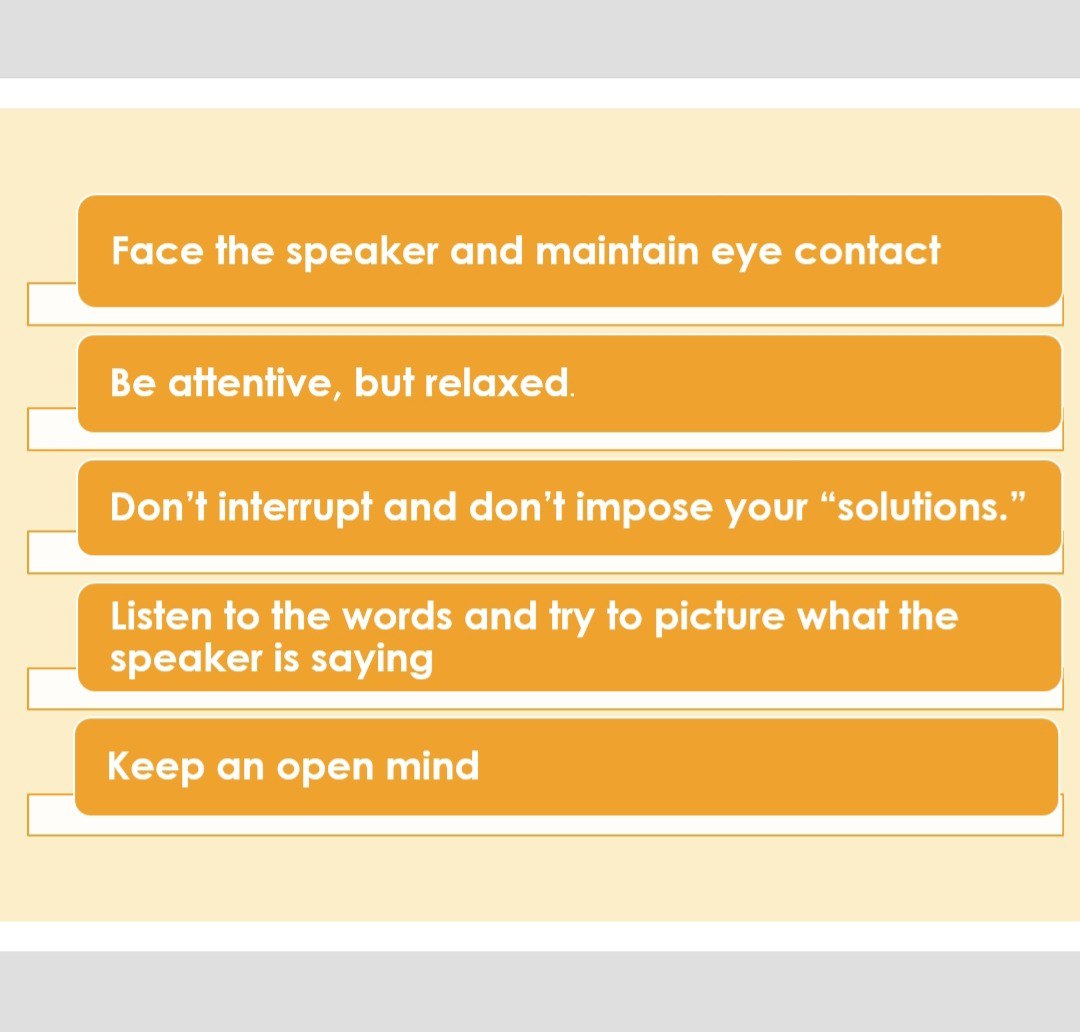 Face the speaker and maintain eye contact
Be attentive, but relaxed.
Don’t interrupt and don’t impose your “solutions.”
Listen to the words and try to picture what the
speaker is saying
Keep an open mind